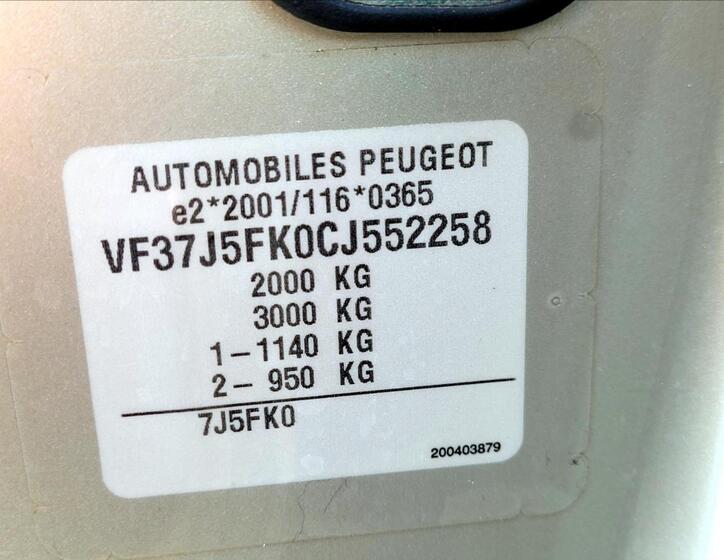 AUTOMOBILES PEUGEOT
e2*2001/116*0365
VF37J5FK0CJ552258
2000 KG
3000 KG
1-1140 KG
2- 950 KG
7J5FK0
200403879